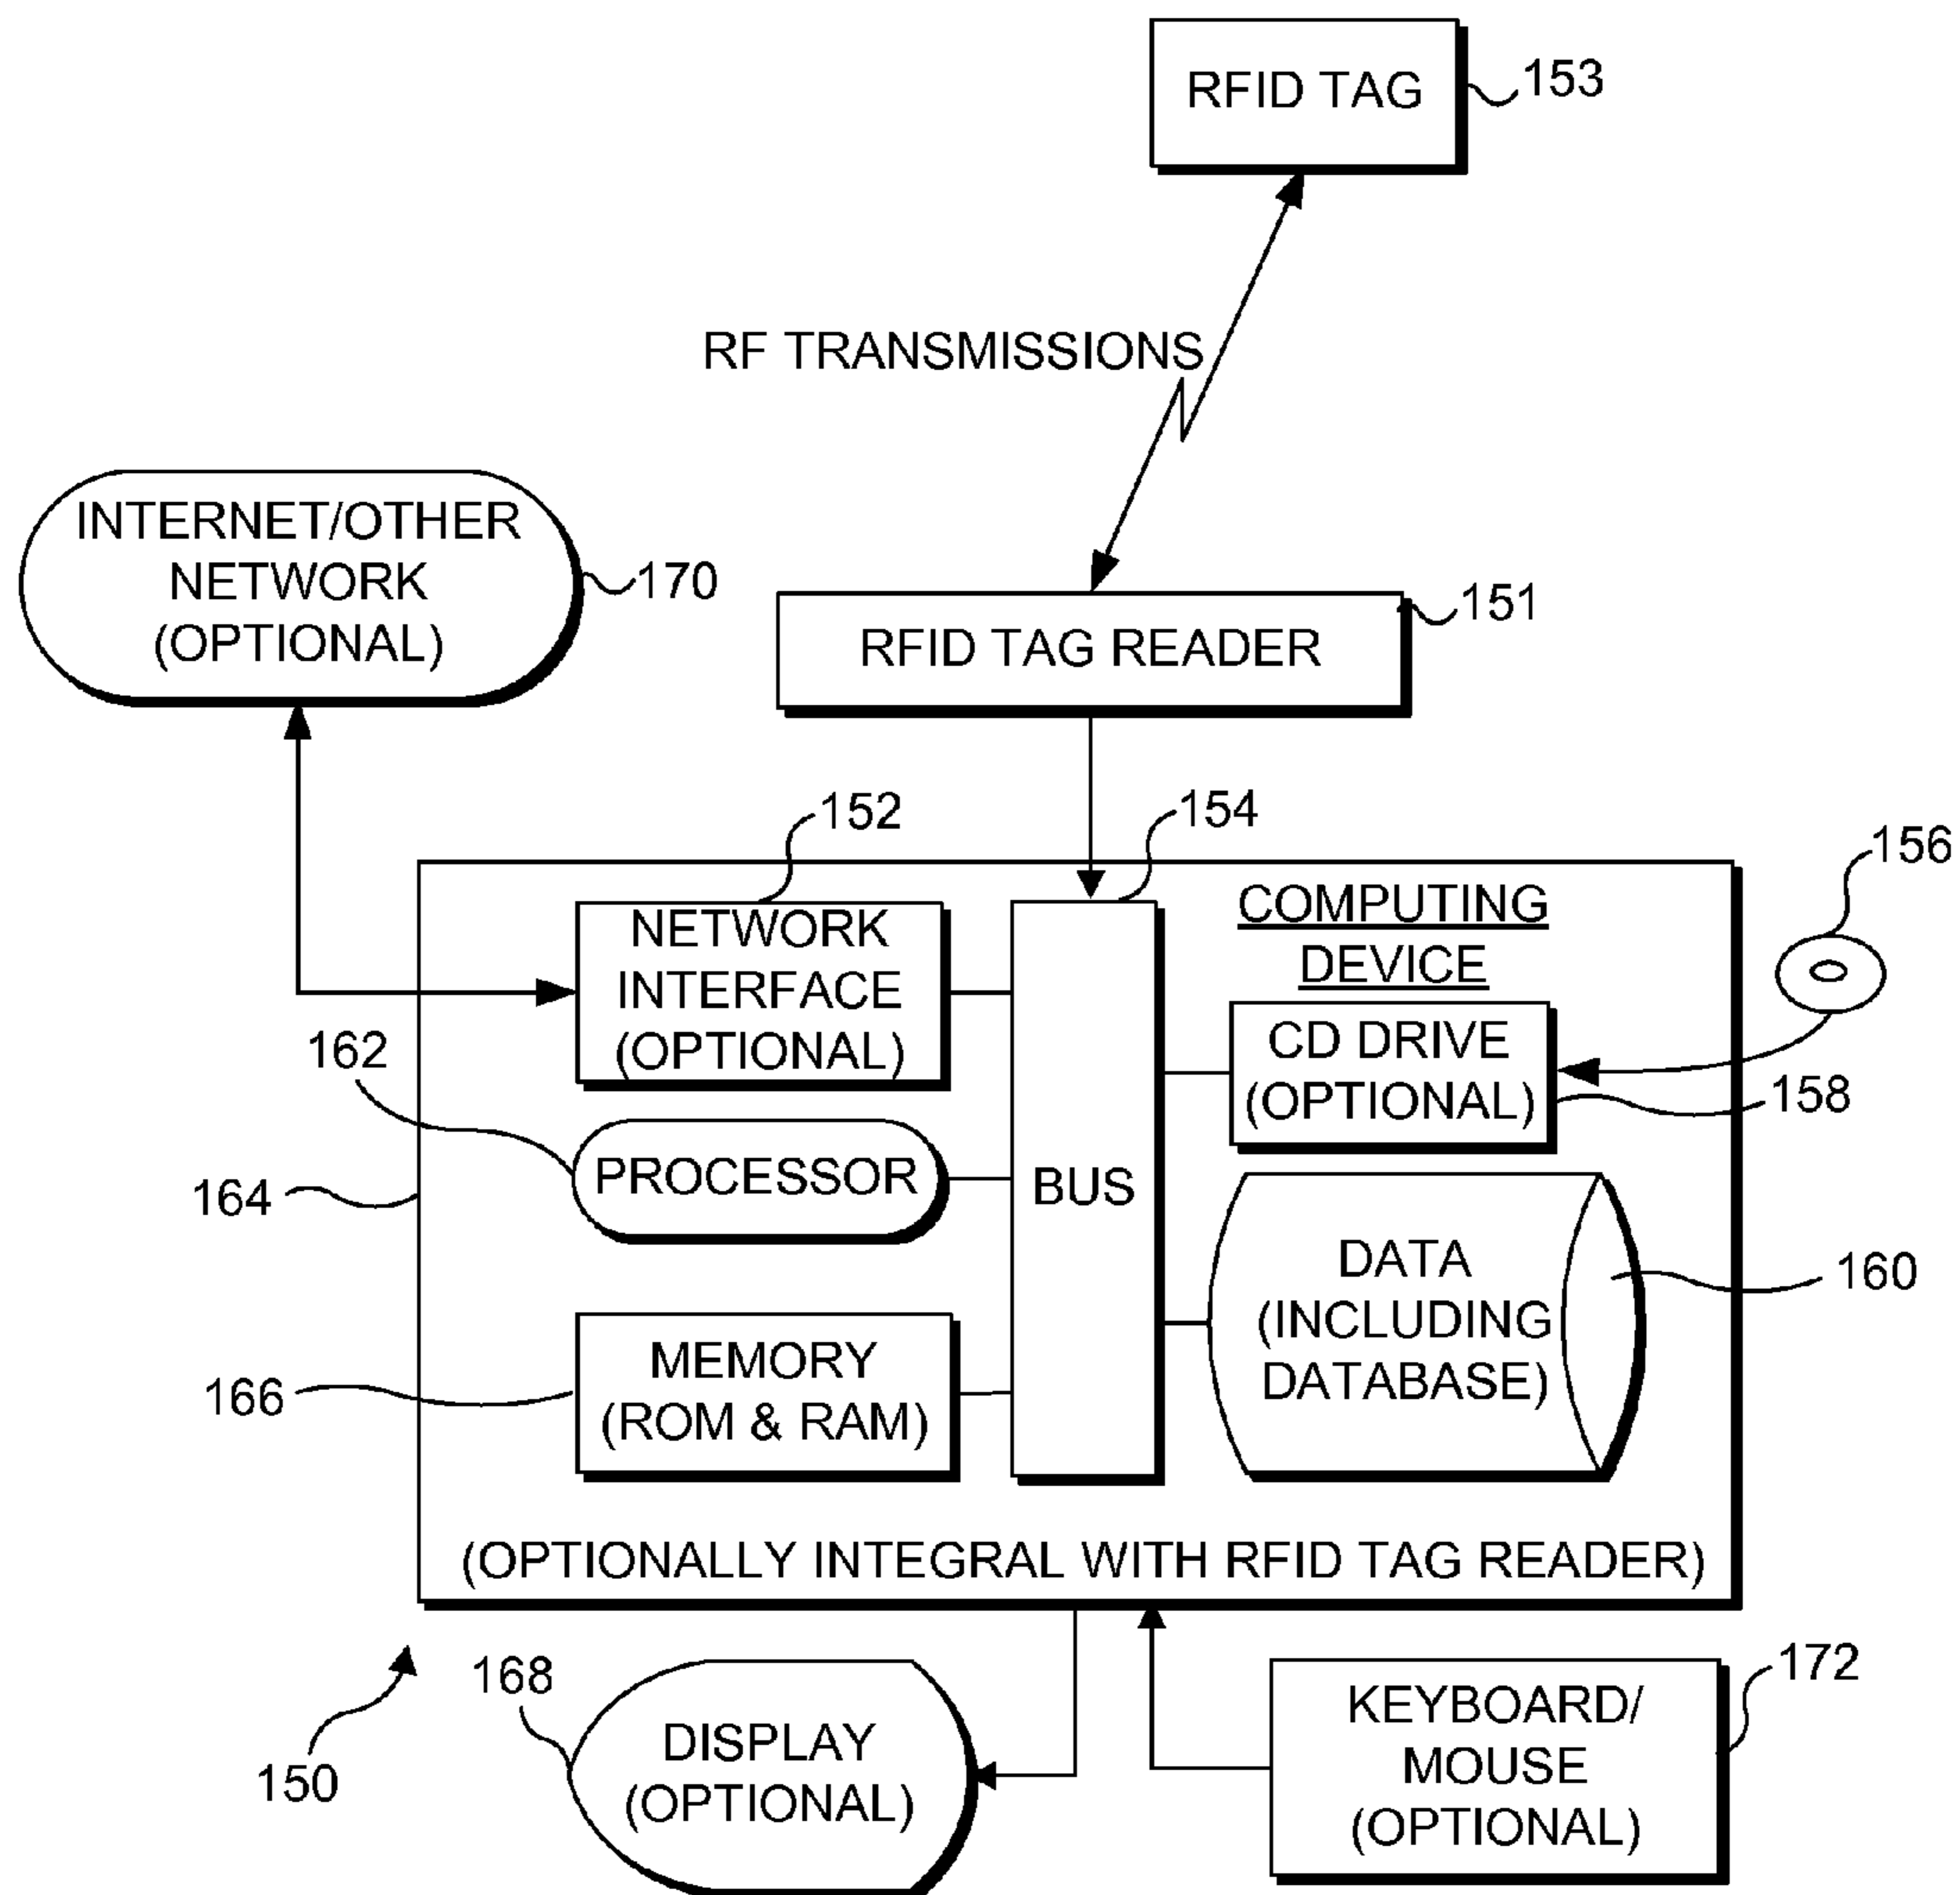 RFID TAG
153
RF TRANSMISSIONS
INTERNET/OTHER
NETWORK
(OPTIONAL)
170
151
RFID TAG READER
152
154
156
COMPUTING
DEVICE
NETWORK
INTERFACE
(OPTIONAL)
CD DRIVE
(OPTIONAL)
158
162
PROCESSOR
164
BUS
DATA
(INCLUDING
DATABASE)
160
MEMORY
(ROM & RAM)
166
(OPTIONALLY INTEGRAL WITH RFID TAG READER)
150
168
DISPLAY
(OPTIONAL)
172
KEYBOARD/
MOUSE
(OPTIONAL)